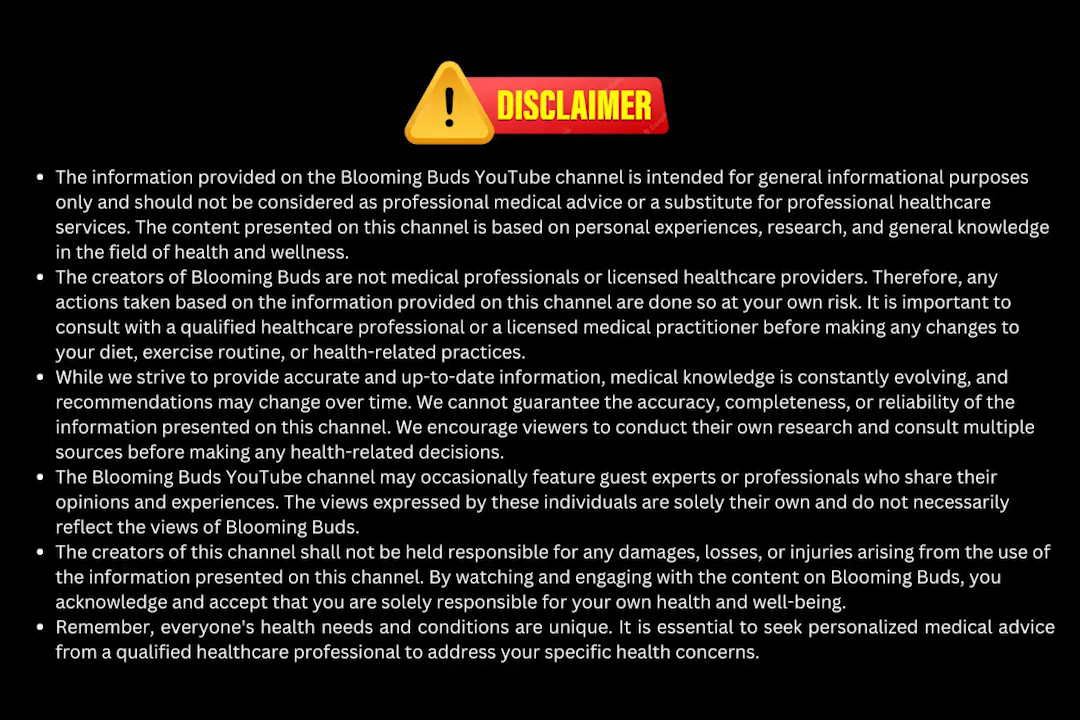 !
DISCLAIMER
• The information provided on the Blooming Buds YouTube channel is intended for general informational purposes
only and should not be considered as professional medical advice or a substitute for professional healthcare
services. The content presented on this channel is based on personal experiences, research, and general knowledge
in the field of health and wellness.
• The creators of Blooming Buds are not medical professionals or licensed healthcare providers. Therefore, any
actions taken based on the information provided on this channel are done so at your own risk. It is important to
consult with a qualified healthcare professional or a licensed medical practitioner before making any changes to
your diet, exercise routine, or health-related practices.
• While we strive to provide accurate and up-to-date information, medical knowledge is constantly evolving, and
recommendations may change over time. We cannot guarantee the accuracy, completeness, or reliability of the
information presented on this channel. We encourage viewers to conduct their own research and consult multiple
sources before making any health-related decisions.
• The Blooming Buds YouTube channel may occasionally feature guest experts or professionals who share their
opinions and experiences. The views expressed by these individuals are solely their own and do not necessarily
reflect the views of Blooming Buds.
• The creators of this channel shall not be held responsible for any damages, losses, or injuries arising from the use of
the information presented on this channel. By watching and engaging with the content on Blooming Buds, you
acknowledge and accept that you are solely responsible for your own health and well-being.
• Remember, everyone's health needs and conditions are unique. It is essential to seek personalized medical advice
from a qualified healthcare professional to address your specific health concerns.